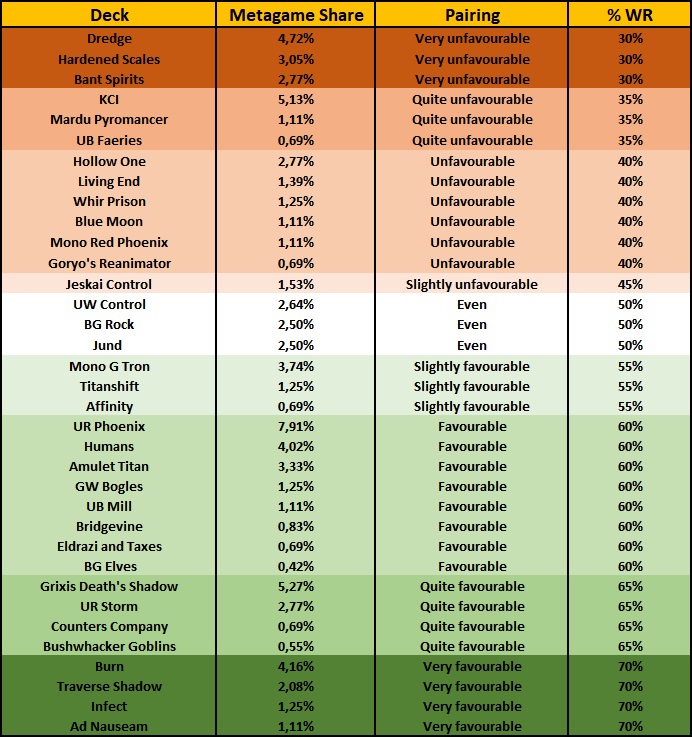 Deck Metagame Share Pairing % WR
Dredge 4,72% Very unfavourable 30%
Hardened Scales 3,05% Very unfavourable 30%
Bant Spirits 2,77% Very unfavourable 30%
KCI 5,13% Quite unfavourable 35%
Mardu Pyromancer 1,11% Quite unfavourable 35%
UB Faeries 0,69% Quite unfavourable 35%
Hollow One 2,77% Unfavourable 40%
Living End 1,39% Unfavourable 40%
Whir Prison 1,25% Unfavourable 40%
Blue Moon 1,11% Unfavourable 40%
Mono Red Phoenix 1,11% Unfavourable 40%
Goryo's Reanimator 0,69% Unfavourable 40%
Jeskai Control 1,53% Slightly unfavourable 45%
UW Control 2,64% Even 50%
BG Rock 2,50% Even 50%
Jund 2,50% Even 50%
Mono G Tron 3,74% Slightly favourable 55%
Titanshift 1,25% Slightly favourable 55%
Affinity 0,69% Slightly favourable 55%
UR Phoenix 7,91% Favourable 60%
Humans 4,02% Favourable 60%
Amulet Titan 3,33% Favourable 60%
GW Bogles 1,25% Favourable 60%
UB Mill 1,11% Favourable 60%
Bridgevine 0,83% Favourable 60%
Eldrazi and Taxes 0,69% Favourable 60%
BG Elves 0,42% Favourable 60%
Grixis Death's Shadow 5,27% Quite favourable 65%
UR Storm 2,77% Quite favourable 65%
Counters Company 0,69% Quite favourable 65%
Bushwhacker Goblins 0,55% Quite favourable 65%
Burn 4,16% Very favourable 70%
Traverse Shadow 2,08% Very favourable 70%
Infect 1,25% Very favourable 70%
Ad Nauseam 1,11% Very favourable 70%